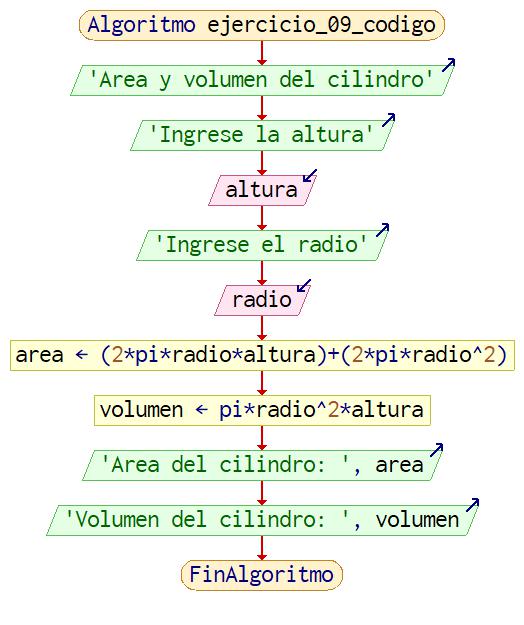 Algoritmo ejercicio_09_codigo
'Area y volumen del cilindro'
'Ingrese la altura'
altura
'Ingrese el radio'
radio
area ← (2*pi*radio*altura)+(2*pi*radio^2)
volumen ← pi*radio^2*altura
'Area del cilindro: ', area
'Volumen del cilindro: ', volumen
FinAlgoritmo